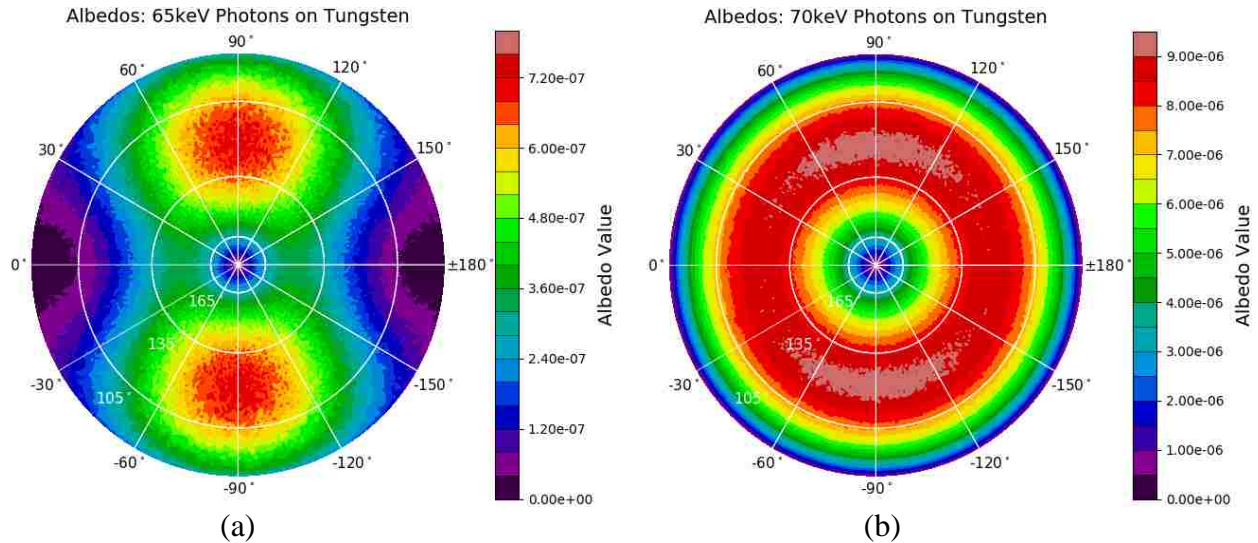 Albedos: 65keV Photons on Tungsten
90°
60°
120°
30°
150°
0°
±180°
165
135
105°
-30°
-150°
-60°
-120°
-90°
7.20e-07
6.00e-07
4.80e-07
3.60e-07
2.40e-07
1.20e-07
0.00e+00
Albedo Value
(a)
Albedos: 70keV Photons on Tungsten
90°
60°
120°
30°
150°
0°
±180°
165
135
105
-30°
-150°
-60°
-120°
-90°
9.00e-06
8.00e-06
7.00e-06
6.00e-06
5.00e-06
4.00e-06
3.00e-06
2.00e-06
1.00e-06
0.00e+00
Albedo Value
(b)